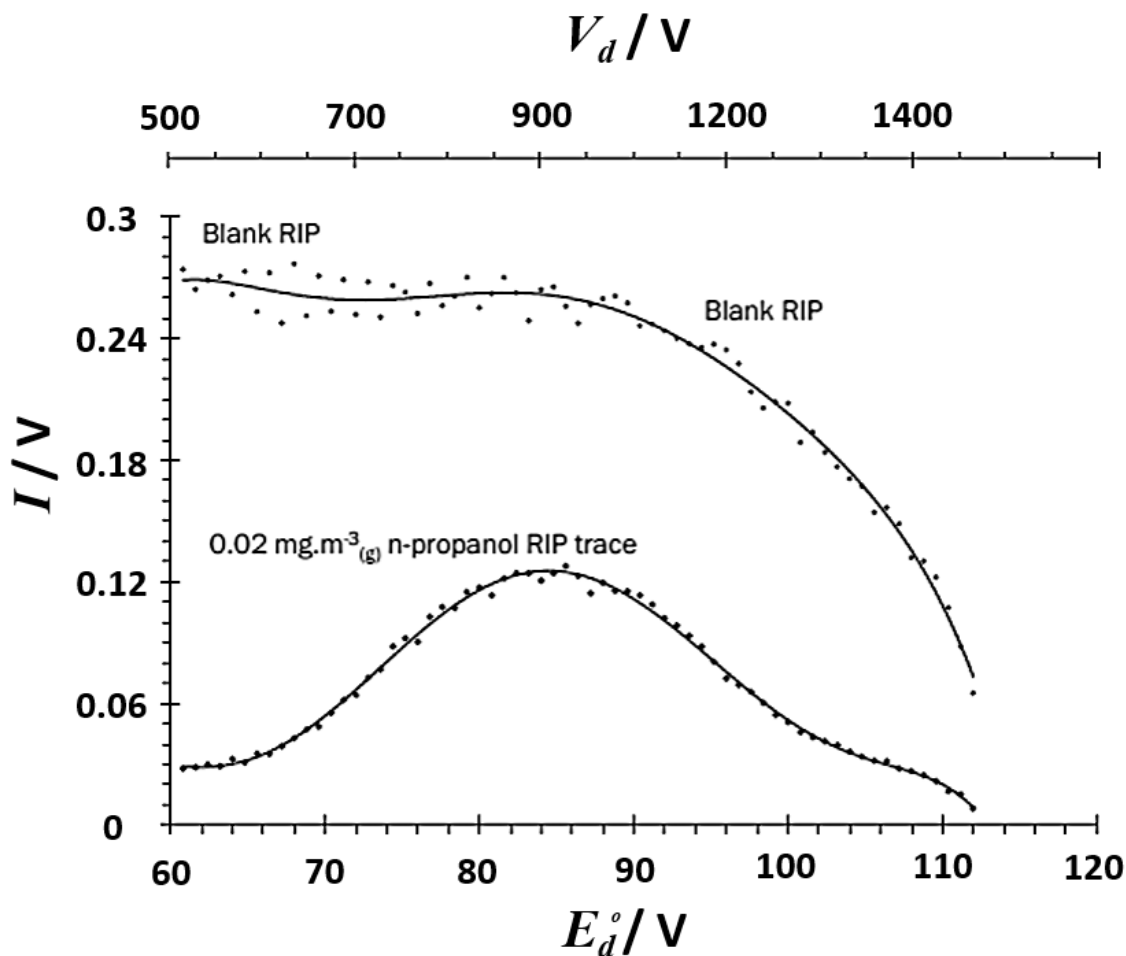 V_d / V
500 700 900 1200 1400
0.3
Blank RIP
Blank RIP
0.24
I / V
0.18
0.02 mg.m⁻³₍g₎ n-propanol RIP trace
0.12
0.06
0
60 70 80 90 100 110 120
E_d° / V